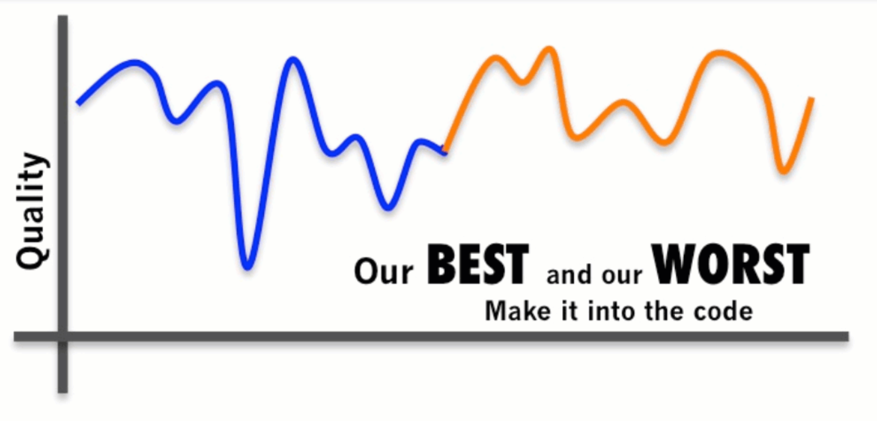 Quality
Our BEST and our WORST
Make it into the code